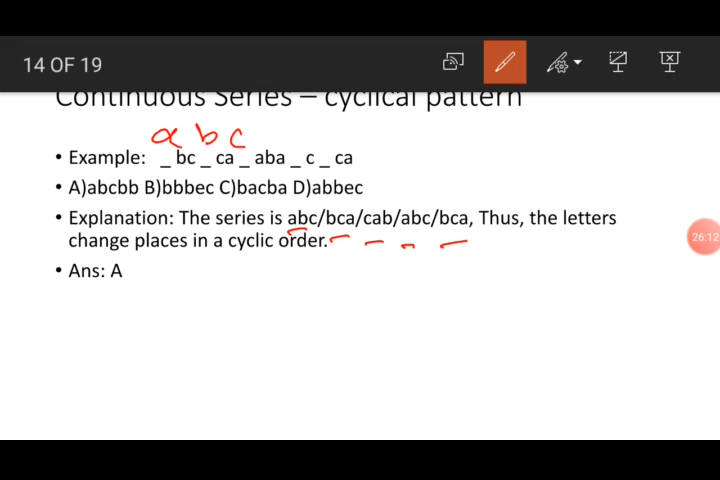 14 OF 19
Continuous Series – cyclical pattern
a b c
• Example: _ bc _ ca _ aba _ c _ ca
• A)abcbb B)bbbec C)bacba D)abbec
• Explanation: The series is abc/bca/cab/abc/bca, Thus, the letters
change places in a cyclic order.
26:12
• Ans: A